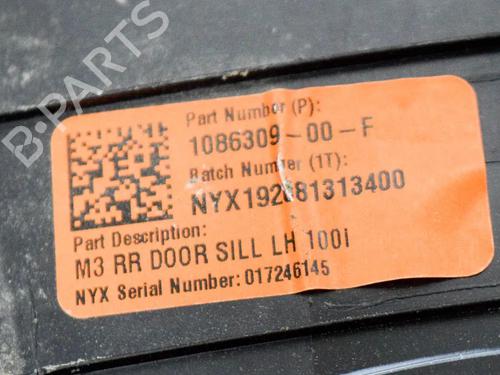 Part Number (P):
1086309-00-F
Batch Number (1T):
NYX192881313400
Part Description:
M3 RR DOOR SILL LH 100i
NYX Serial Number: 017246145
B-PARTS